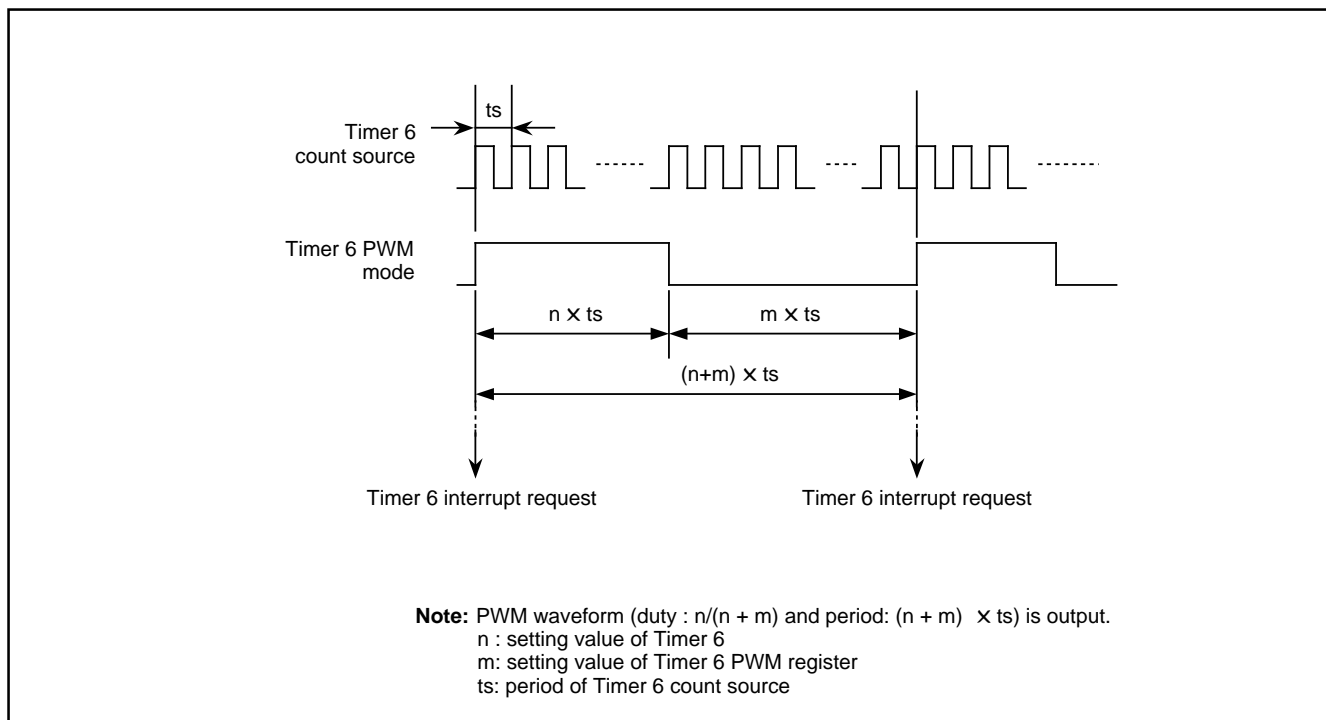 ts
Timer 6
count source
Timer 6 PWM
mode
n × ts
m × ts
(n+m) × ts
Timer 6 interrupt request
Timer 6 interrupt request
Note: PWM waveform (duty : n/(n + m) and period: (n + m) × ts) is output.
n : setting value of Timer 6
m: setting value of Timer 6 PWM register
ts: period of Timer 6 count source